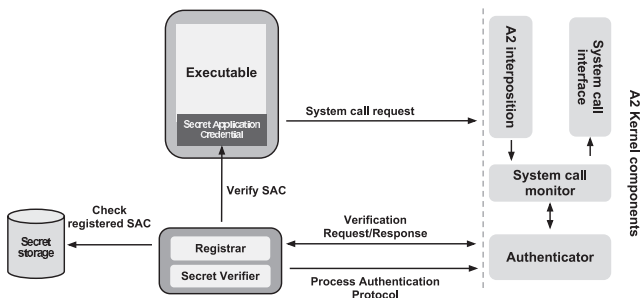 Executable
Secret Application
Credential
System call request
A2 interposition
System call
interface
A2 Kernel components
System call
monitor
Verify SAC
Check
registered SAC
Secret
storage
Registrar
Secret Verifier
Verification
Request/Response
Process Authentication
Protocol
Authenticator